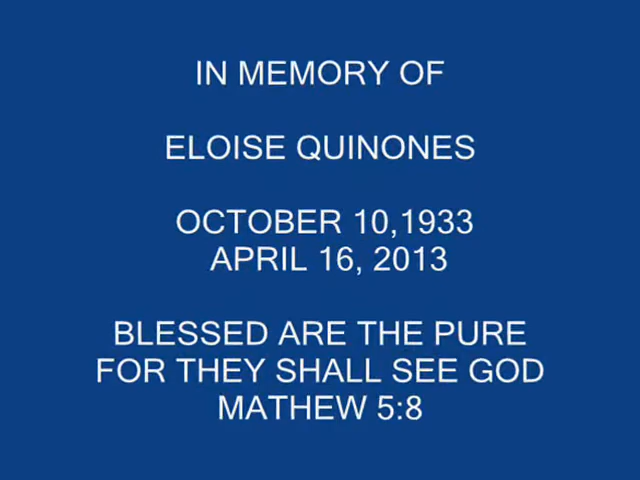 IN MEMORY OF
ELOISE QUINONES
OCTOBER 10,1933
APRIL 16, 2013
BLESSED ARE THE PURE
FOR THEY SHALL SEE GOD
MATHEW 5:8